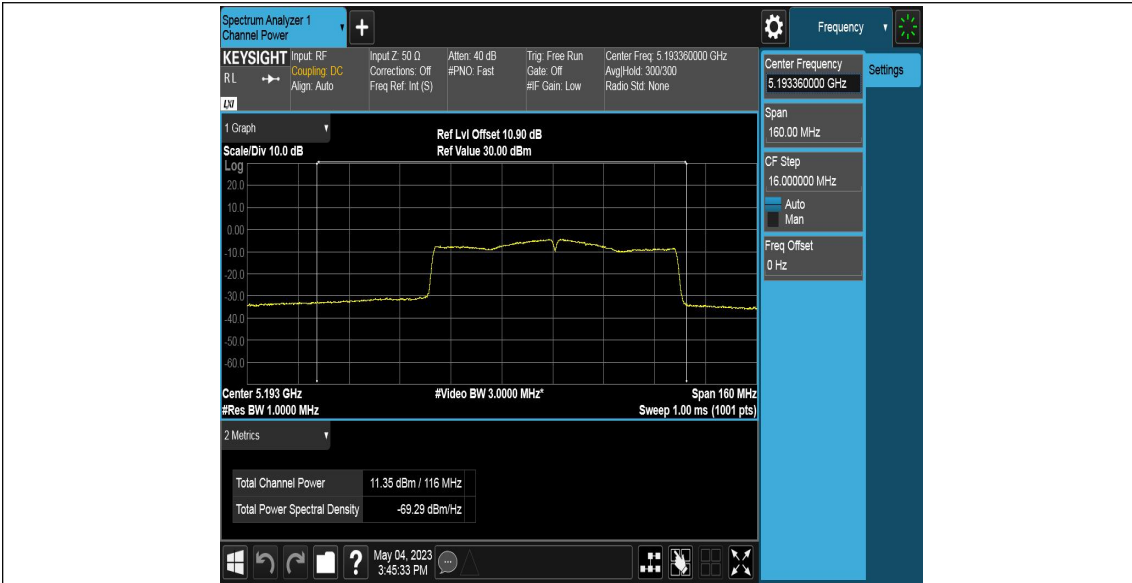 Spectrum Analyzer 1
Channel Power
+
Frequency
KEYSIGHT
R L
LXI
Input: RF
Coupling: DC
Align: Auto
Input Z: 50 Ω
Corrections: Off
Freq Ref: Int (S)
Atten: 40 dB
#PNO: Fast
Trig: Free Run
Gate: Off
#IF Gain: Low
Center Freq: 5.193360000 GHz
Avg|Hold: 300/300
Radio Std: None
Center Frequency
5.193360000 GHz
Settings
Span
160.00 MHz
CF Step
16.000000 MHz
Auto
Man
Freq Offset
0 Hz
1 Graph
Scale/Div 10.0 dB
Ref Lvl Offset 10.90 dB
Ref Value 30.00 dBm
Log
20.0
10.0
0.00
-10.0
-20.0
-30.0
-40.0
-50.0
-60.0
Center 5.193 GHz
#Video BW 3.0000 MHz*
Span 160 MHz
#Res BW 1.0000 MHz
Sweep 1.00 ms (1001 pts)
2 Metrics
Total Channel Power 11.35 dBm / 116 MHz
Total Power Spectral Density -69.29 dBm/Hz
?
May 04, 2023
3:45:33 PM